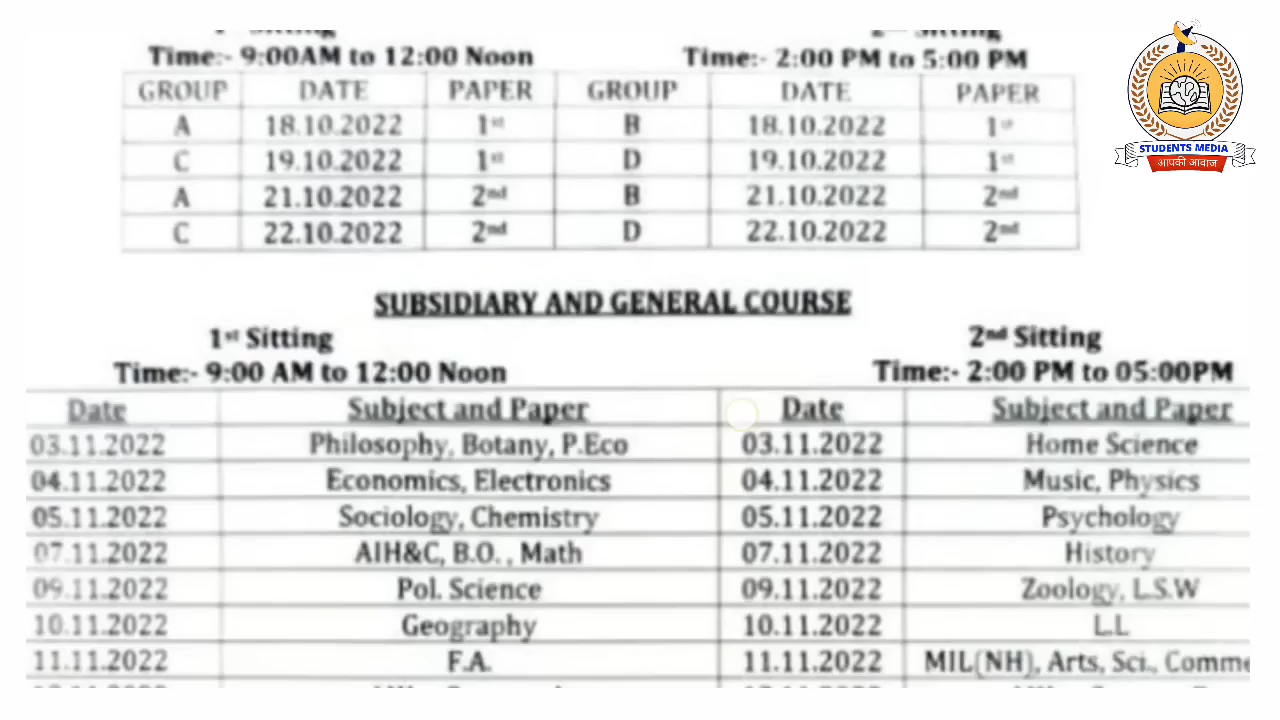 Time:- 9:00AM to 12:00 Noon Time:- 2:00 PM to 5:00 PM
GROUP DATE PAPER GROUP DATE PAPER
A 18.10.2022 1st B 18.10.2022 1st
C 19.10.2022 1st D 19.10.2022 1st
A 21.10.2022 2nd B 21.10.2022 2nd
C 22.10.2022 2nd D 22.10.2022 2nd
STUDENTS MEDIA
आपकी आवाज
SUBSIDIARY AND GENERAL COURSE
1st Sitting 2nd Sitting
Time:- 9:00 AM to 12:00 Noon Time:- 2:00 PM to 05:00PM
Date Subject and Paper Date Subject and Paper
03.11.2022 Philosophy, Botany, P.Eco 03.11.2022 Home Science
04.11.2022 Economics, Electronics 04.11.2022 Music, Physics
05.11.2022 Sociology, Chemistry 05.11.2022 Psychology
07.11.2022 AIH&C, B.O. , Math 07.11.2022 History
09.11.2022 Pol. Science 09.11.2022 Zoology, L.S.W
10.11.2022 Geography 10.11.2022 L.L
11.11.2022 F.A. 11.11.2022 MIL(NH), Arts, Sci., Comme